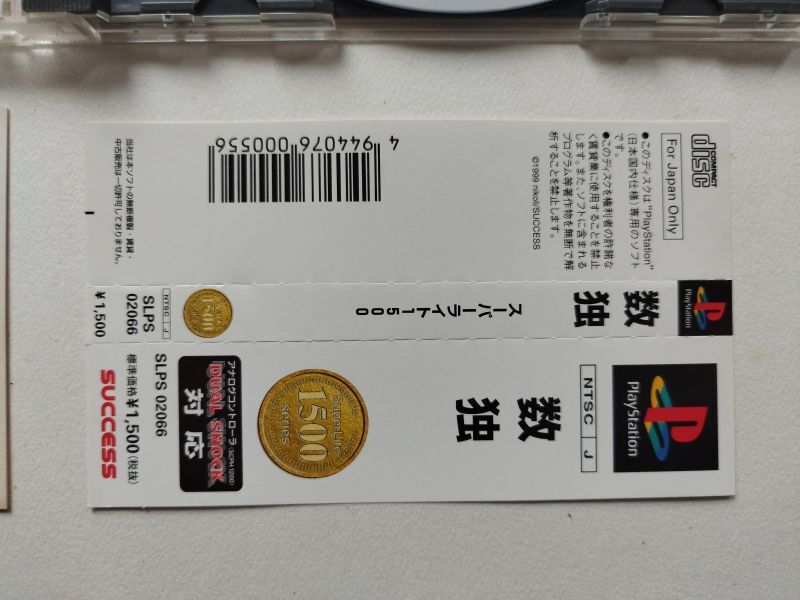 COMPACT
disc
For Japan Only
●このディスクは"PlayStation"
(日本国内仕様)専用のソフト
です。
●このディスクを権利者の許諾な
く賃貸業に使用することを禁止
します。また、ソフトに含まれる
プログラム等著作物を無断で解
析することを禁止します。
©1999 nikoli/SUCCESS
4 944076 000556
当社は本ソフトの無断複製・賃貸・
中古販売は一切許可しておりません。
PlayStation
数独
スーパーライト1500
1500
NTSC J
SLPS
02066
¥1,500
PlayStation
NTSC J
数独
SuperLite
1500
series
アナログコントローラ(SCPH-1200)
DUAL SHOCK
対応
SLPS 02066
標準価格¥1,500(税抜)
SUCCESS